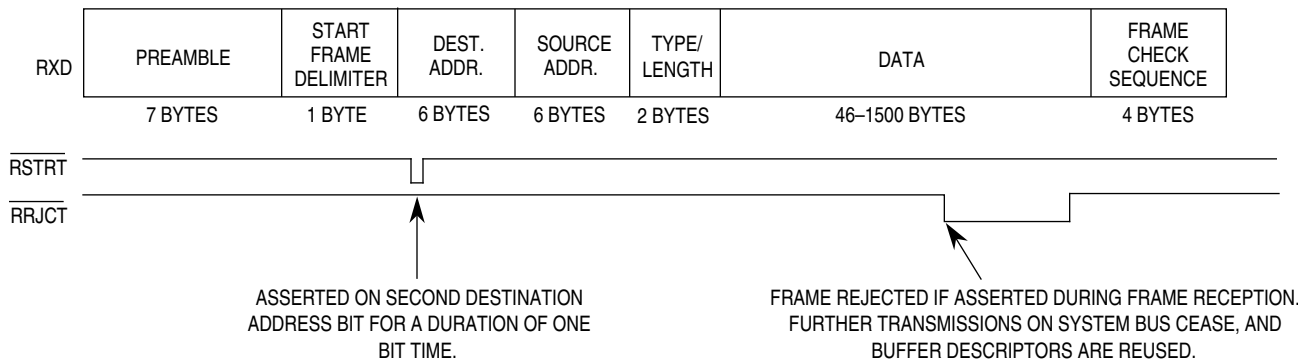 RXD
PREAMBLE
START
FRAME
DELIMITER
DEST.
ADDR.
SOURCE
ADDR.
TYPE/
LENGTH
DATA
FRAME
CHECK
SEQUENCE
7 BYTES
1 BYTE
6 BYTES
6 BYTES
2 BYTES
46–1500 BYTES
4 BYTES
RSTRT
RRJCT
ASSERTED ON SECOND DESTINATION
ADDRESS BIT FOR A DURATION OF ONE
BIT TIME.
FRAME REJECTED IF ASSERTED DURING FRAME RECEPTION.
FURTHER TRANSMISSIONS ON SYSTEM BUS CEASE, AND
BUFFER DESCRIPTORS ARE REUSED.